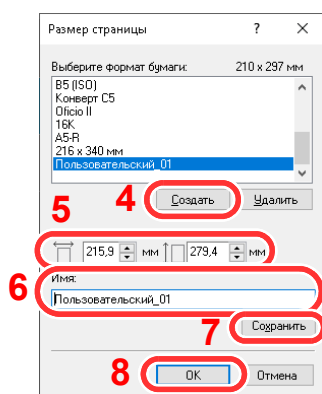 Размер страницы ? ×
Выберите формат бумаги: 210 x 297 мм
B5 (ISO)
Конверт C5
Oficio II
16K
A5-R
216 x 340 мм
Пользовательский_01
4 Создать Удалить
5
215,9 мм 279,4 мм
6 Имя:
Пользовательский_01
7 Сохранить
8 OK Отмена